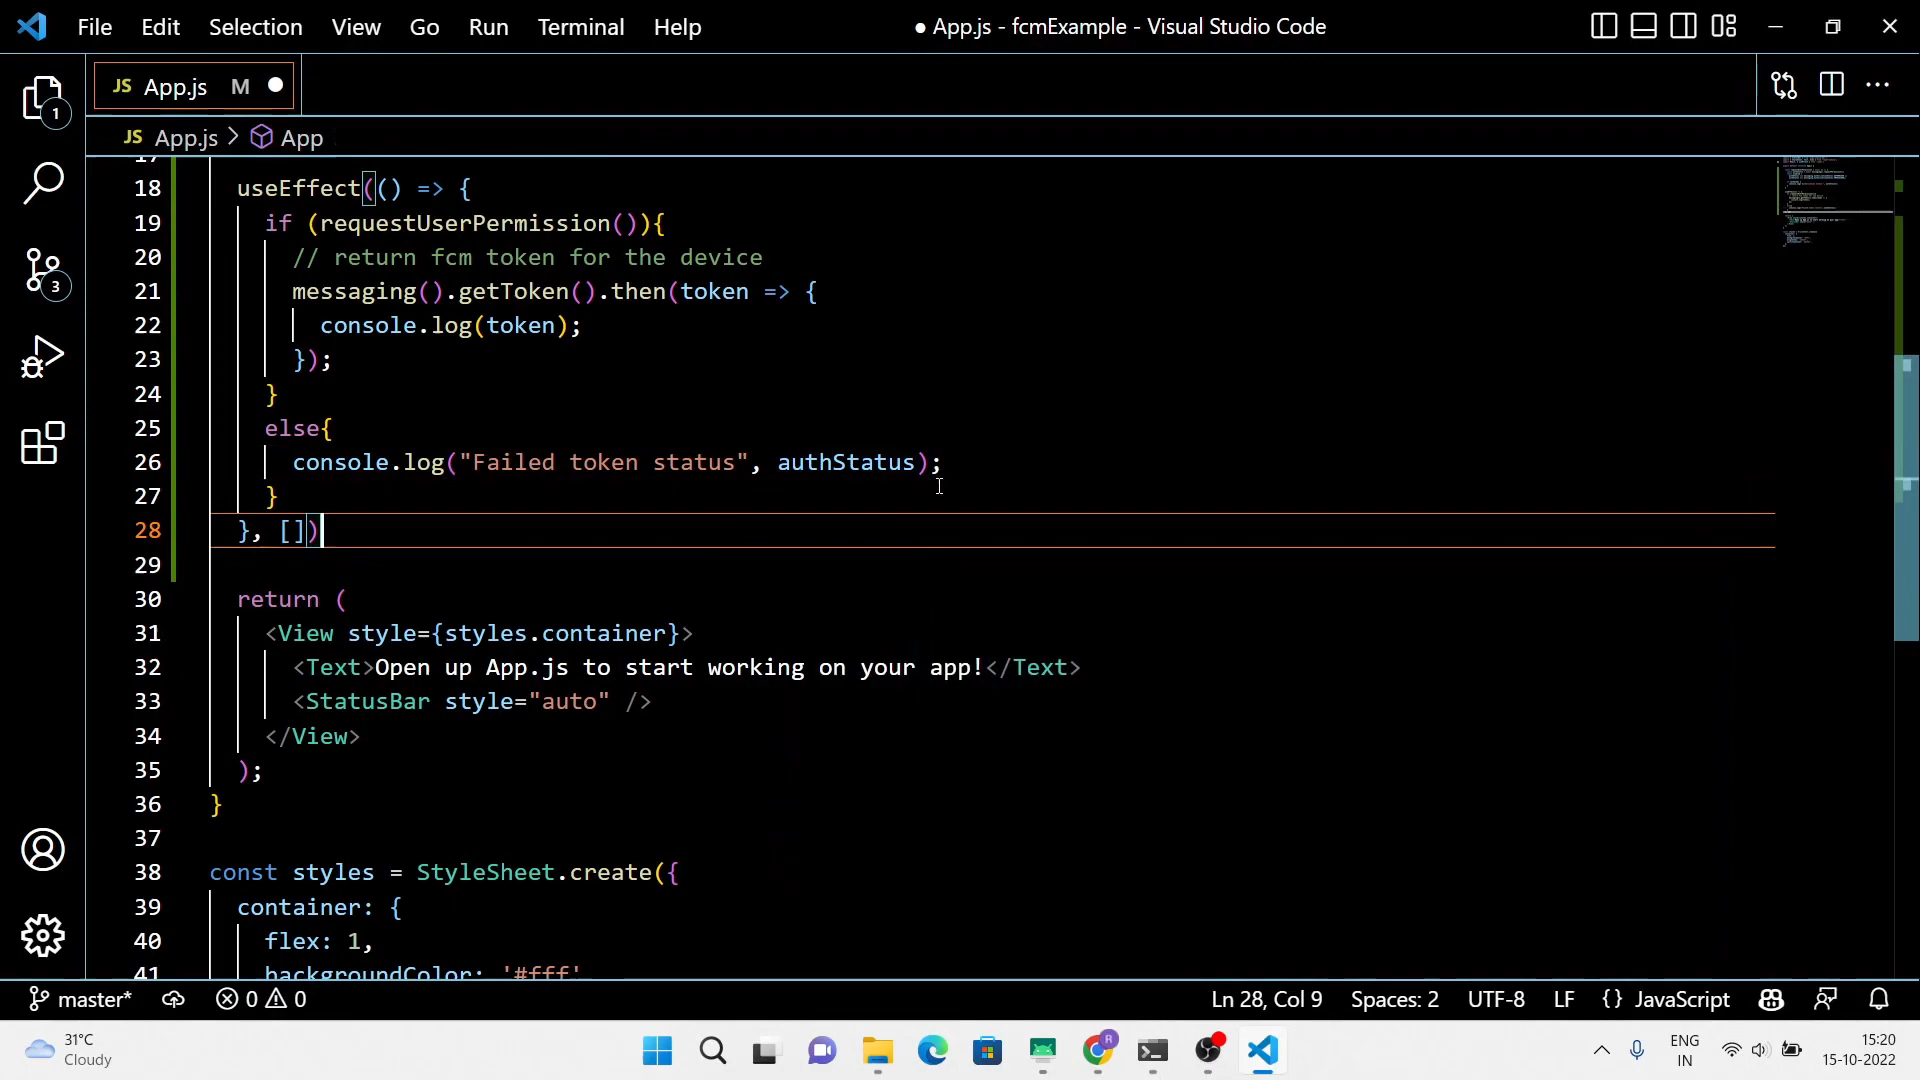 File Edit Selection View Go Run Terminal Help ● App.js - fcmExample - Visual Studio Code
JS App.js M
JS App.js > App
17
18 useEffect(() => {
19 if (requestUserPermission()){
20 // return fcm token for the device
21 messaging().getToken().then(token => {
22 console.log(token);
23 });
24 }
25 else{
26 console.log("Failed token status", authStatus);
27 }
28 }, [])
29
30 return (
31 <View style={styles.container}>
32 <Text>Open up App.js to start working on your app!</Text>
33 <StatusBar style="auto" />
34 </View>
35 );
36 }
37
38 const styles = StyleSheet.create({
39 container: {
40 flex: 1,
41 backgroundColor: '#fff'
1
3
master* 0 0 Ln 28, Col 9 Spaces: 2 UTF-8 LF {} JavaScript
31°C
Cloudy
R
ENG
IN
15:20
15-10-2022